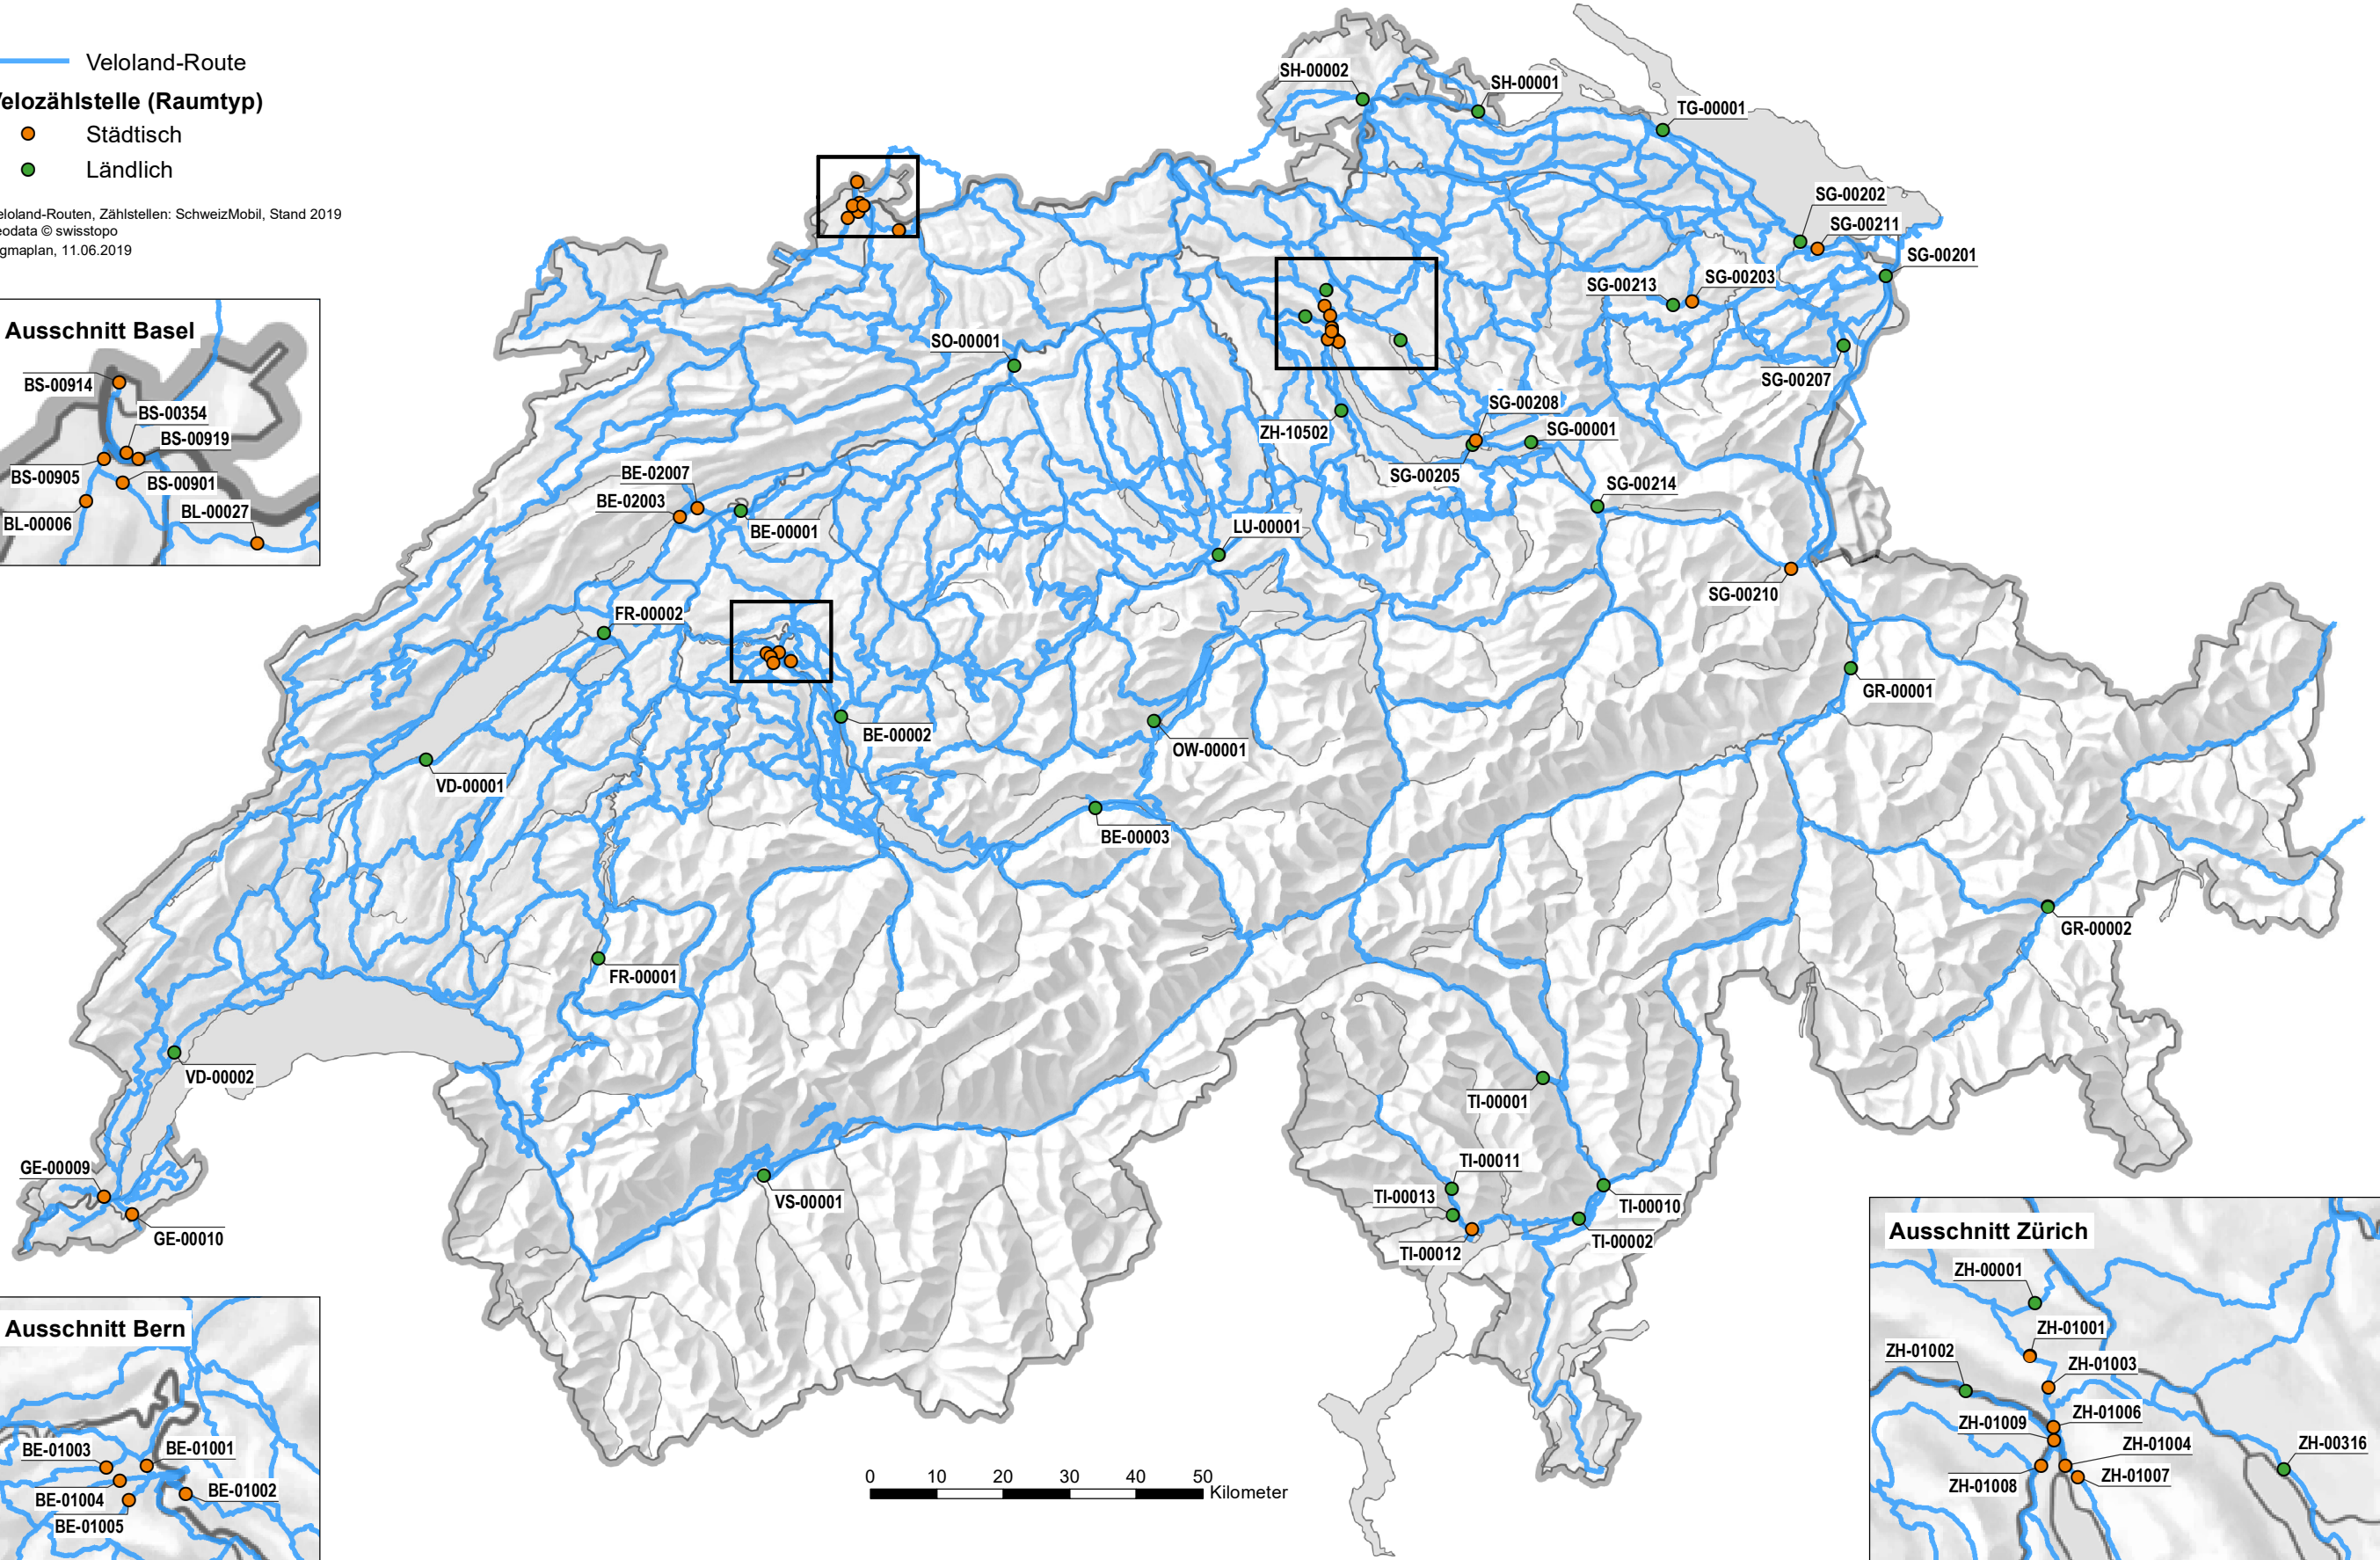 Veloland-Route
elozählstelle (Raumtyp)
Städtisch
Ländlich
eloland-Routen, Zählstellen: SchweizMobil, Stand 2019
eodata © swisstopo
gmaplan, 11.06.2019
SH-00002
SH-00001
TG-00001
SG-00202
SG-00211
SG-00201
SG-00213
SG-00203
SG-00207
SO-00001
SG-00208
SG-00001
ZH-10502
SG-00205
SG-00214
BE-02007
BE-02003
BE-00001
LU-00001
SG-00210
FR-00002
GR-00001
BE-00002
OW-00001
VD-00001
BE-00003
GR-00002
FR-00001
VD-00002
TI-00001
GE-00009
TI-00011
TI-00013
VS-00001
TI-00010
GE-00010
TI-00012
TI-00002
Ausschnitt Basel
BS-00914
BS-00354
BS-00919
BS-00905
BS-00901
BL-00006
BL-00027
Ausschnitt Bern
BE-01003
BE-01001
BE-01004
BE-01002
BE-01005
0 10 20 30 40 50
Kilometer
Ausschnitt Zürich
ZH-00001
ZH-01001
ZH-01002
ZH-01003
ZH-01009
ZH-01006
ZH-01004
ZH-00316
ZH-01008
ZH-01007